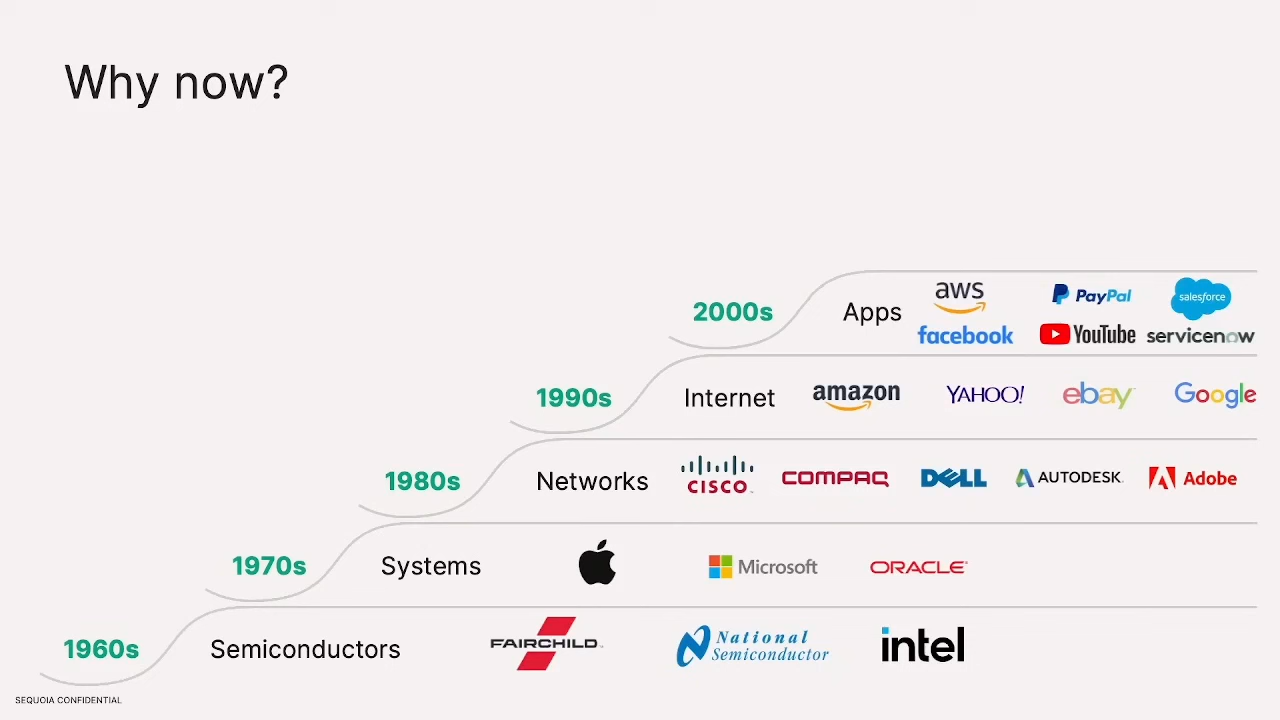 Why now?
2000s Apps aws PayPal salesforce
facebook YouTube servicenow
1990s Internet amazon YAHOO! ebay Google
1980s Networks CISCO COMPAQ DELL AUTODESK Adobe
1970s Systems Microsoft ORACLE
1960s Semiconductors FAIRCHILD National Semiconductor intel
SEQUOIA CONFIDENTIAL